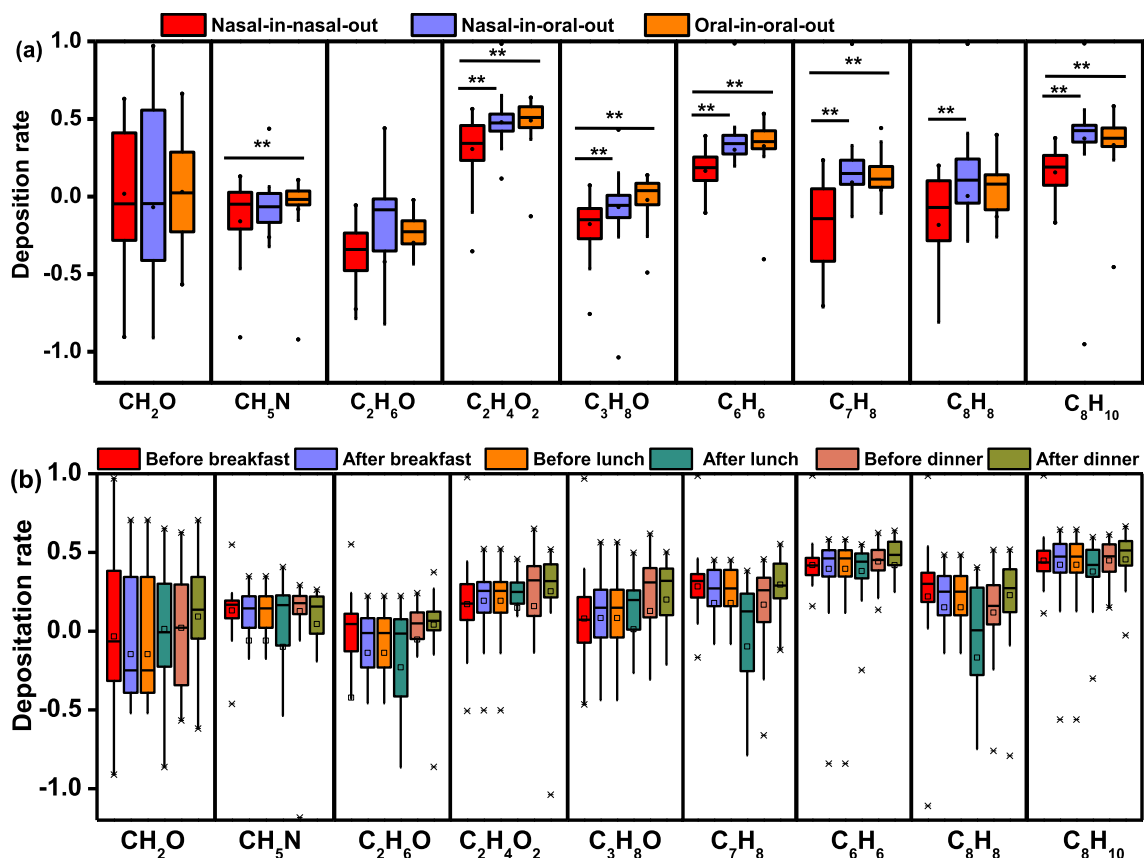 Nasal-in-nasal-out Nasal-in-oral-out Oral-in-oral-out
(a)
Deposition rate
1.0
0.5
0.0
-0.5
-1.0
** ** ** ** ** ** ** ** ** ** ** **
CH₂O CH₅N C₂H₆O C₂H₄O₂ C₃H₈O C₆H₆ C₇H₈ C₈H₈ C₈H₁₀
Before breakfast After breakfast Before lunch After lunch Before dinner After dinner
(b)
Depositation rate
1.0
0.5
0.0
-0.5
-1.0
CH₂O CH₅N C₂H₆O C₂H₄O₂ C₃H₈O C₇H₈ C₆H₆ C₈H₈ C₈H₁₀